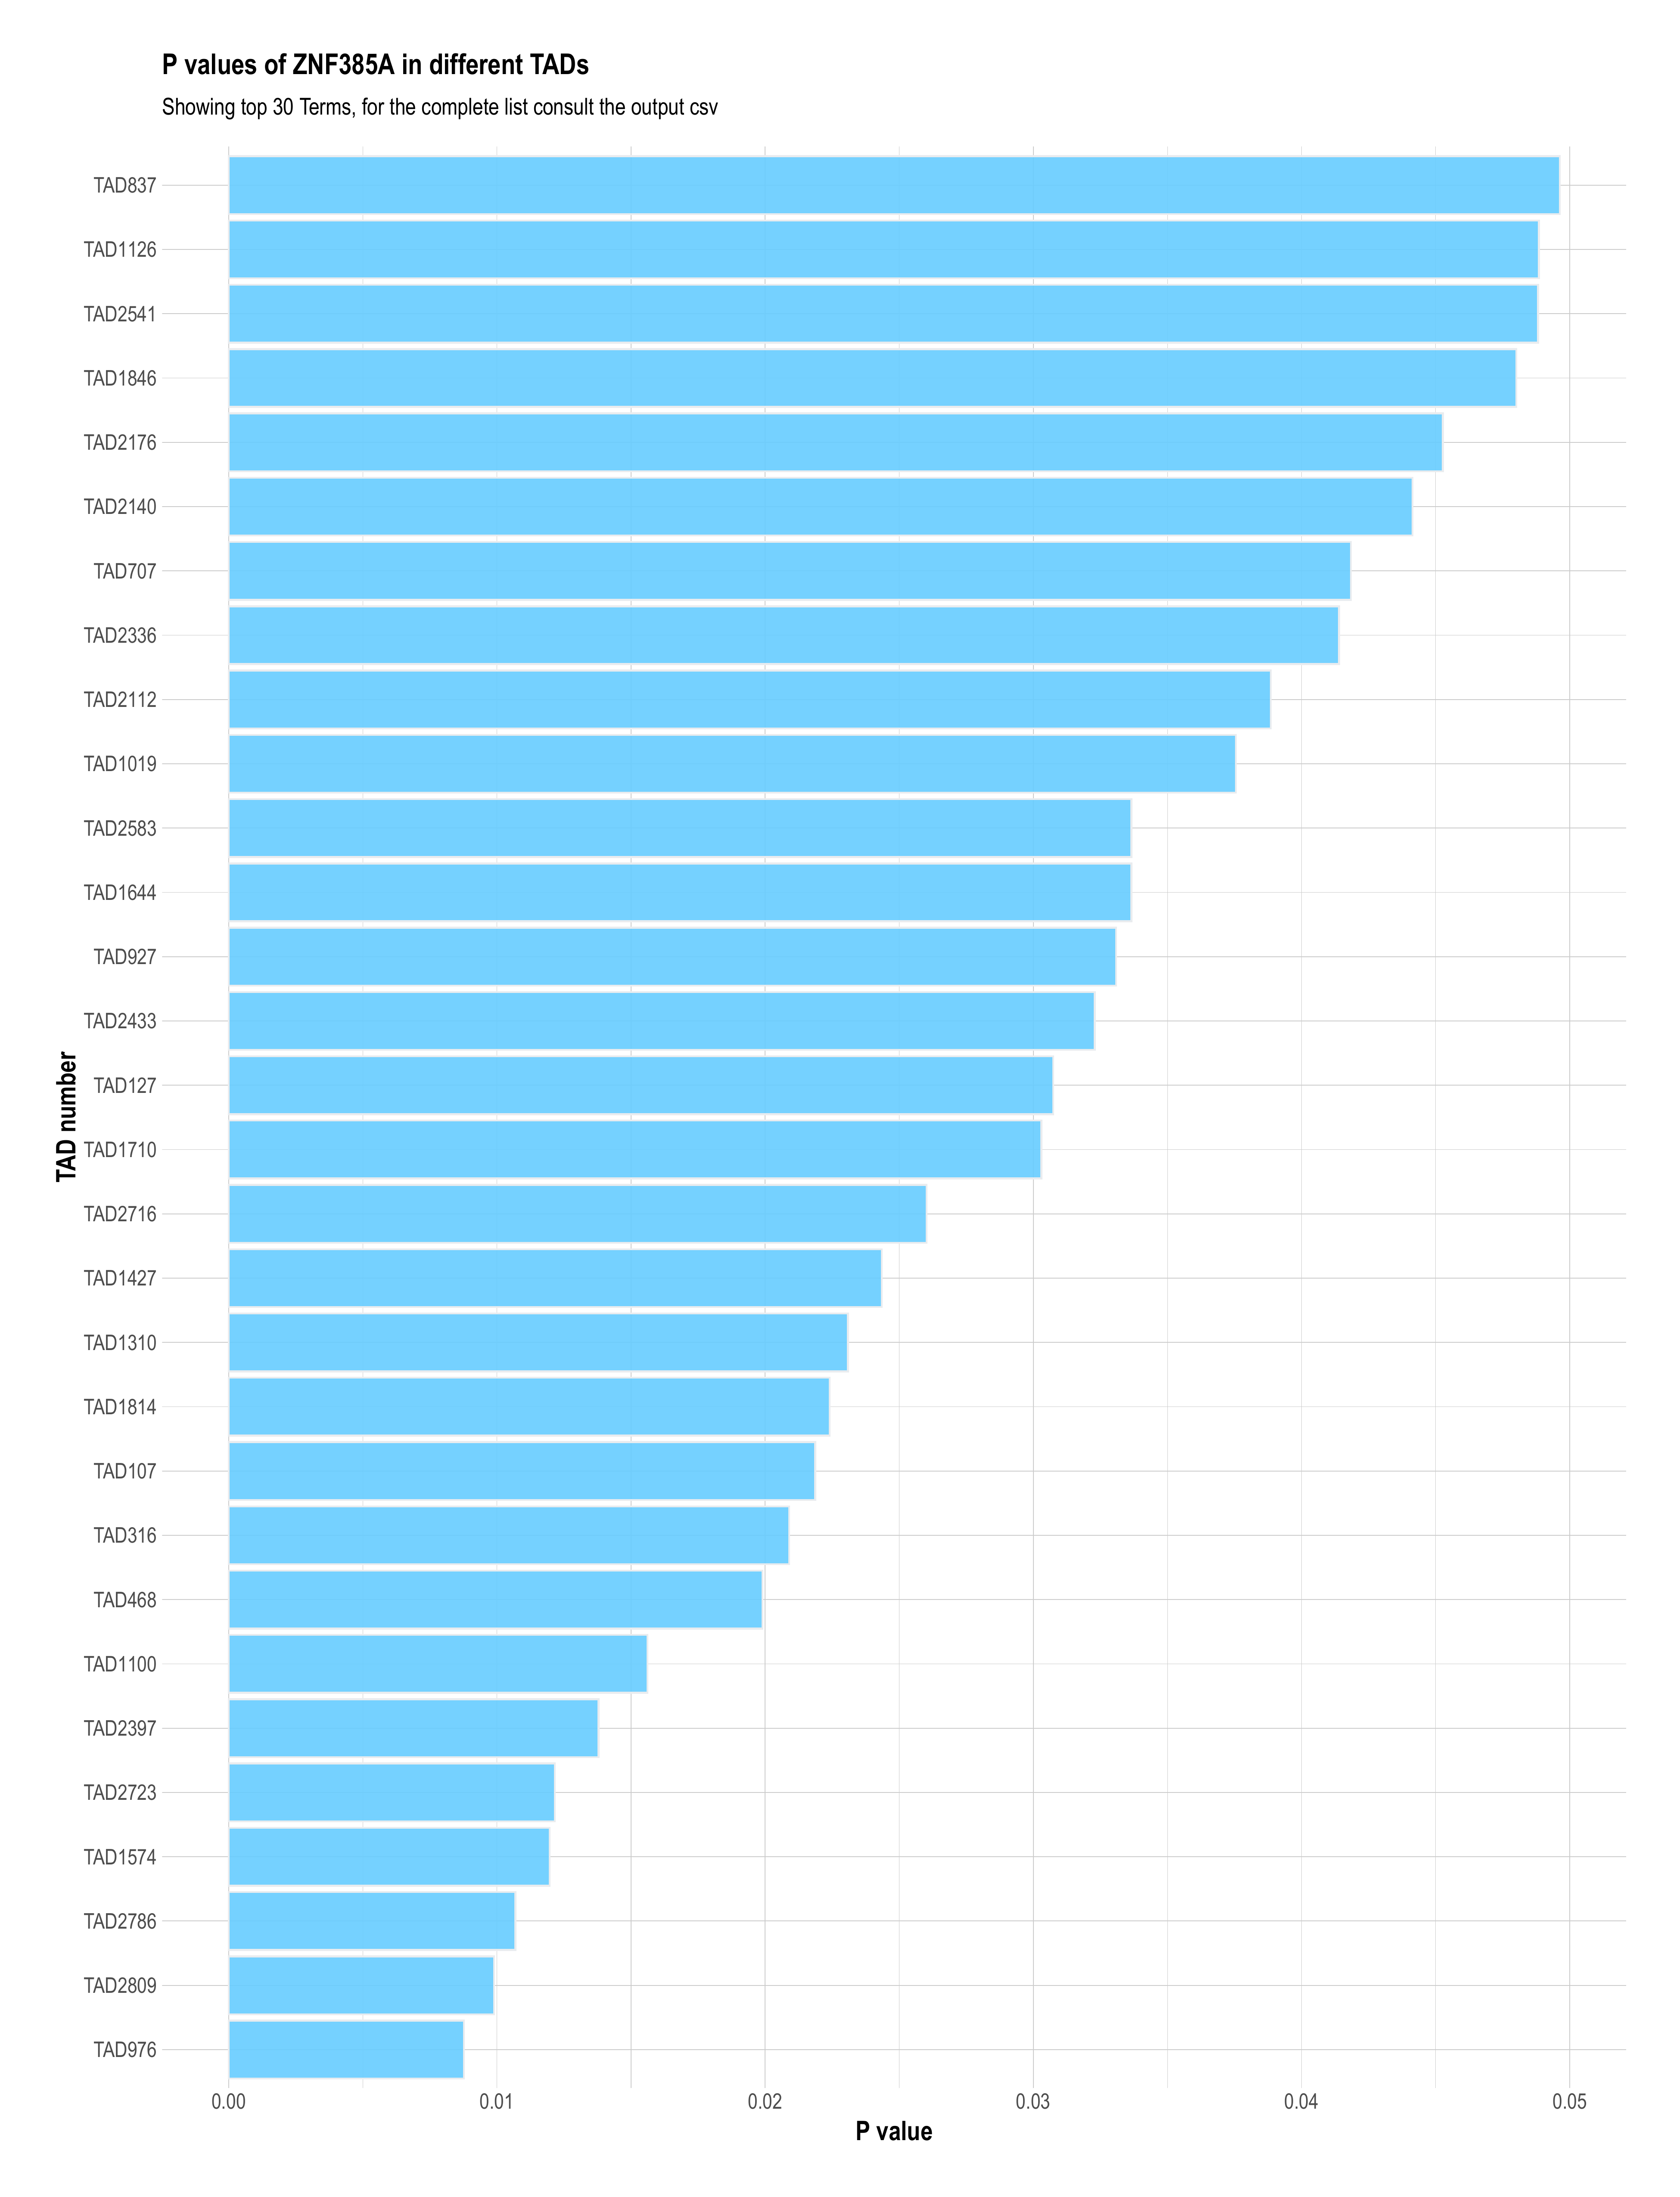 P values of ZNF385A in different TADs
Showing top 30 Terms, for the complete list consult the output csv
TAD number
TAD837
TAD1126
TAD2541
TAD1846
TAD2176
TAD2140
TAD707
TAD2336
TAD2112
TAD1019
TAD2583
TAD1644
TAD927
TAD2433
TAD127
TAD1710
TAD2716
TAD1427
TAD1310
TAD1814
TAD107
TAD316
TAD468
TAD1100
TAD2397
TAD2723
TAD1574
TAD2786
TAD2809
TAD976
0.00 0.01 0.02 0.03 0.04 0.05
P value